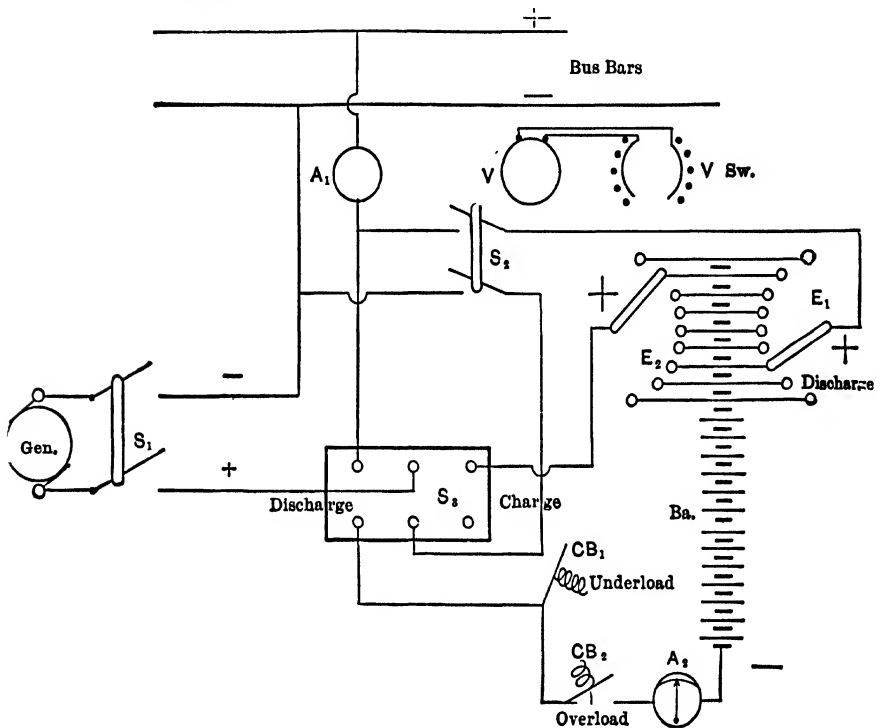 +
Bus Bars
—
A₁
V
V Sw.
S₂
+
E₁
E₂
+
Discharge
—
Gen.
S₁
+
S₃
Discharge
Charge
Ba.
CB₁
Underload
CB₂
A₂
—
Overload